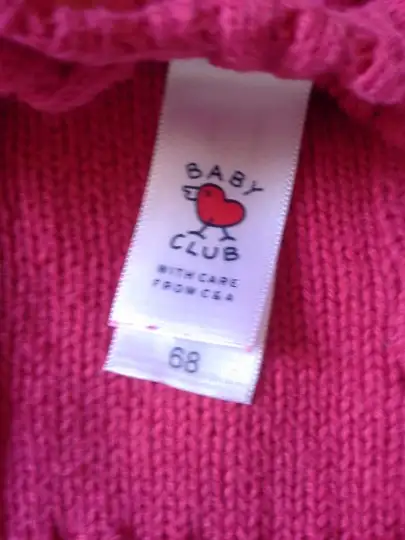 BABY
CLUB
WITH CARE
FROM C&A
68